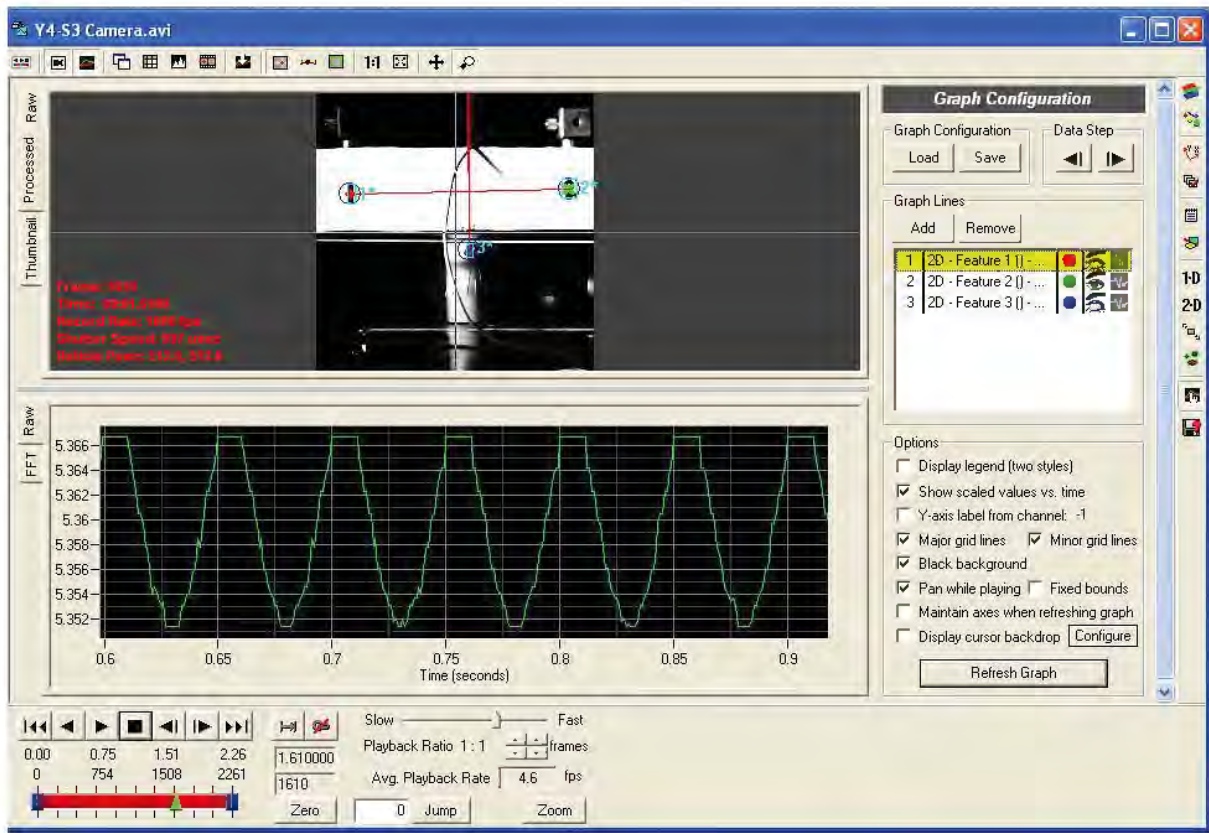 Y4-S3 Camera.avi
1:1
Raw
Processed
Thumbnail
1*
2*
3*
Raw
FFT
5.366
5.364
5.362
5.36
5.358
5.356
5.354
5.352
0.6 0.65 0.7 0.75 0.8 0.85 0.9
Time (seconds)
Graph Configuration
Graph Configuration
Load Save
Data Step
Graph Lines
Add Remove
1 2D - Feature 1 () - ...
2 2D - Feature 2 () - ...
3 2D - Feature 3 () - ...
Options
Display legend (two styles)
Show scaled values vs. time
Y-axis label from channel: -1
Major grid lines Minor grid lines
Black background
Pan while playing Fixed bounds
Maintain axes when refreshing graph
Display cursor backdrop Configure
Refresh Graph
1-D
2-D
0.00 0.75 1.51 2.26
0 754 1508 2261
1.610000
1610
Zero
Slow Fast
Playback Ratio 1 : 1 frames
Avg. Playback Rate 4.6 fps
0 Jump Zoom